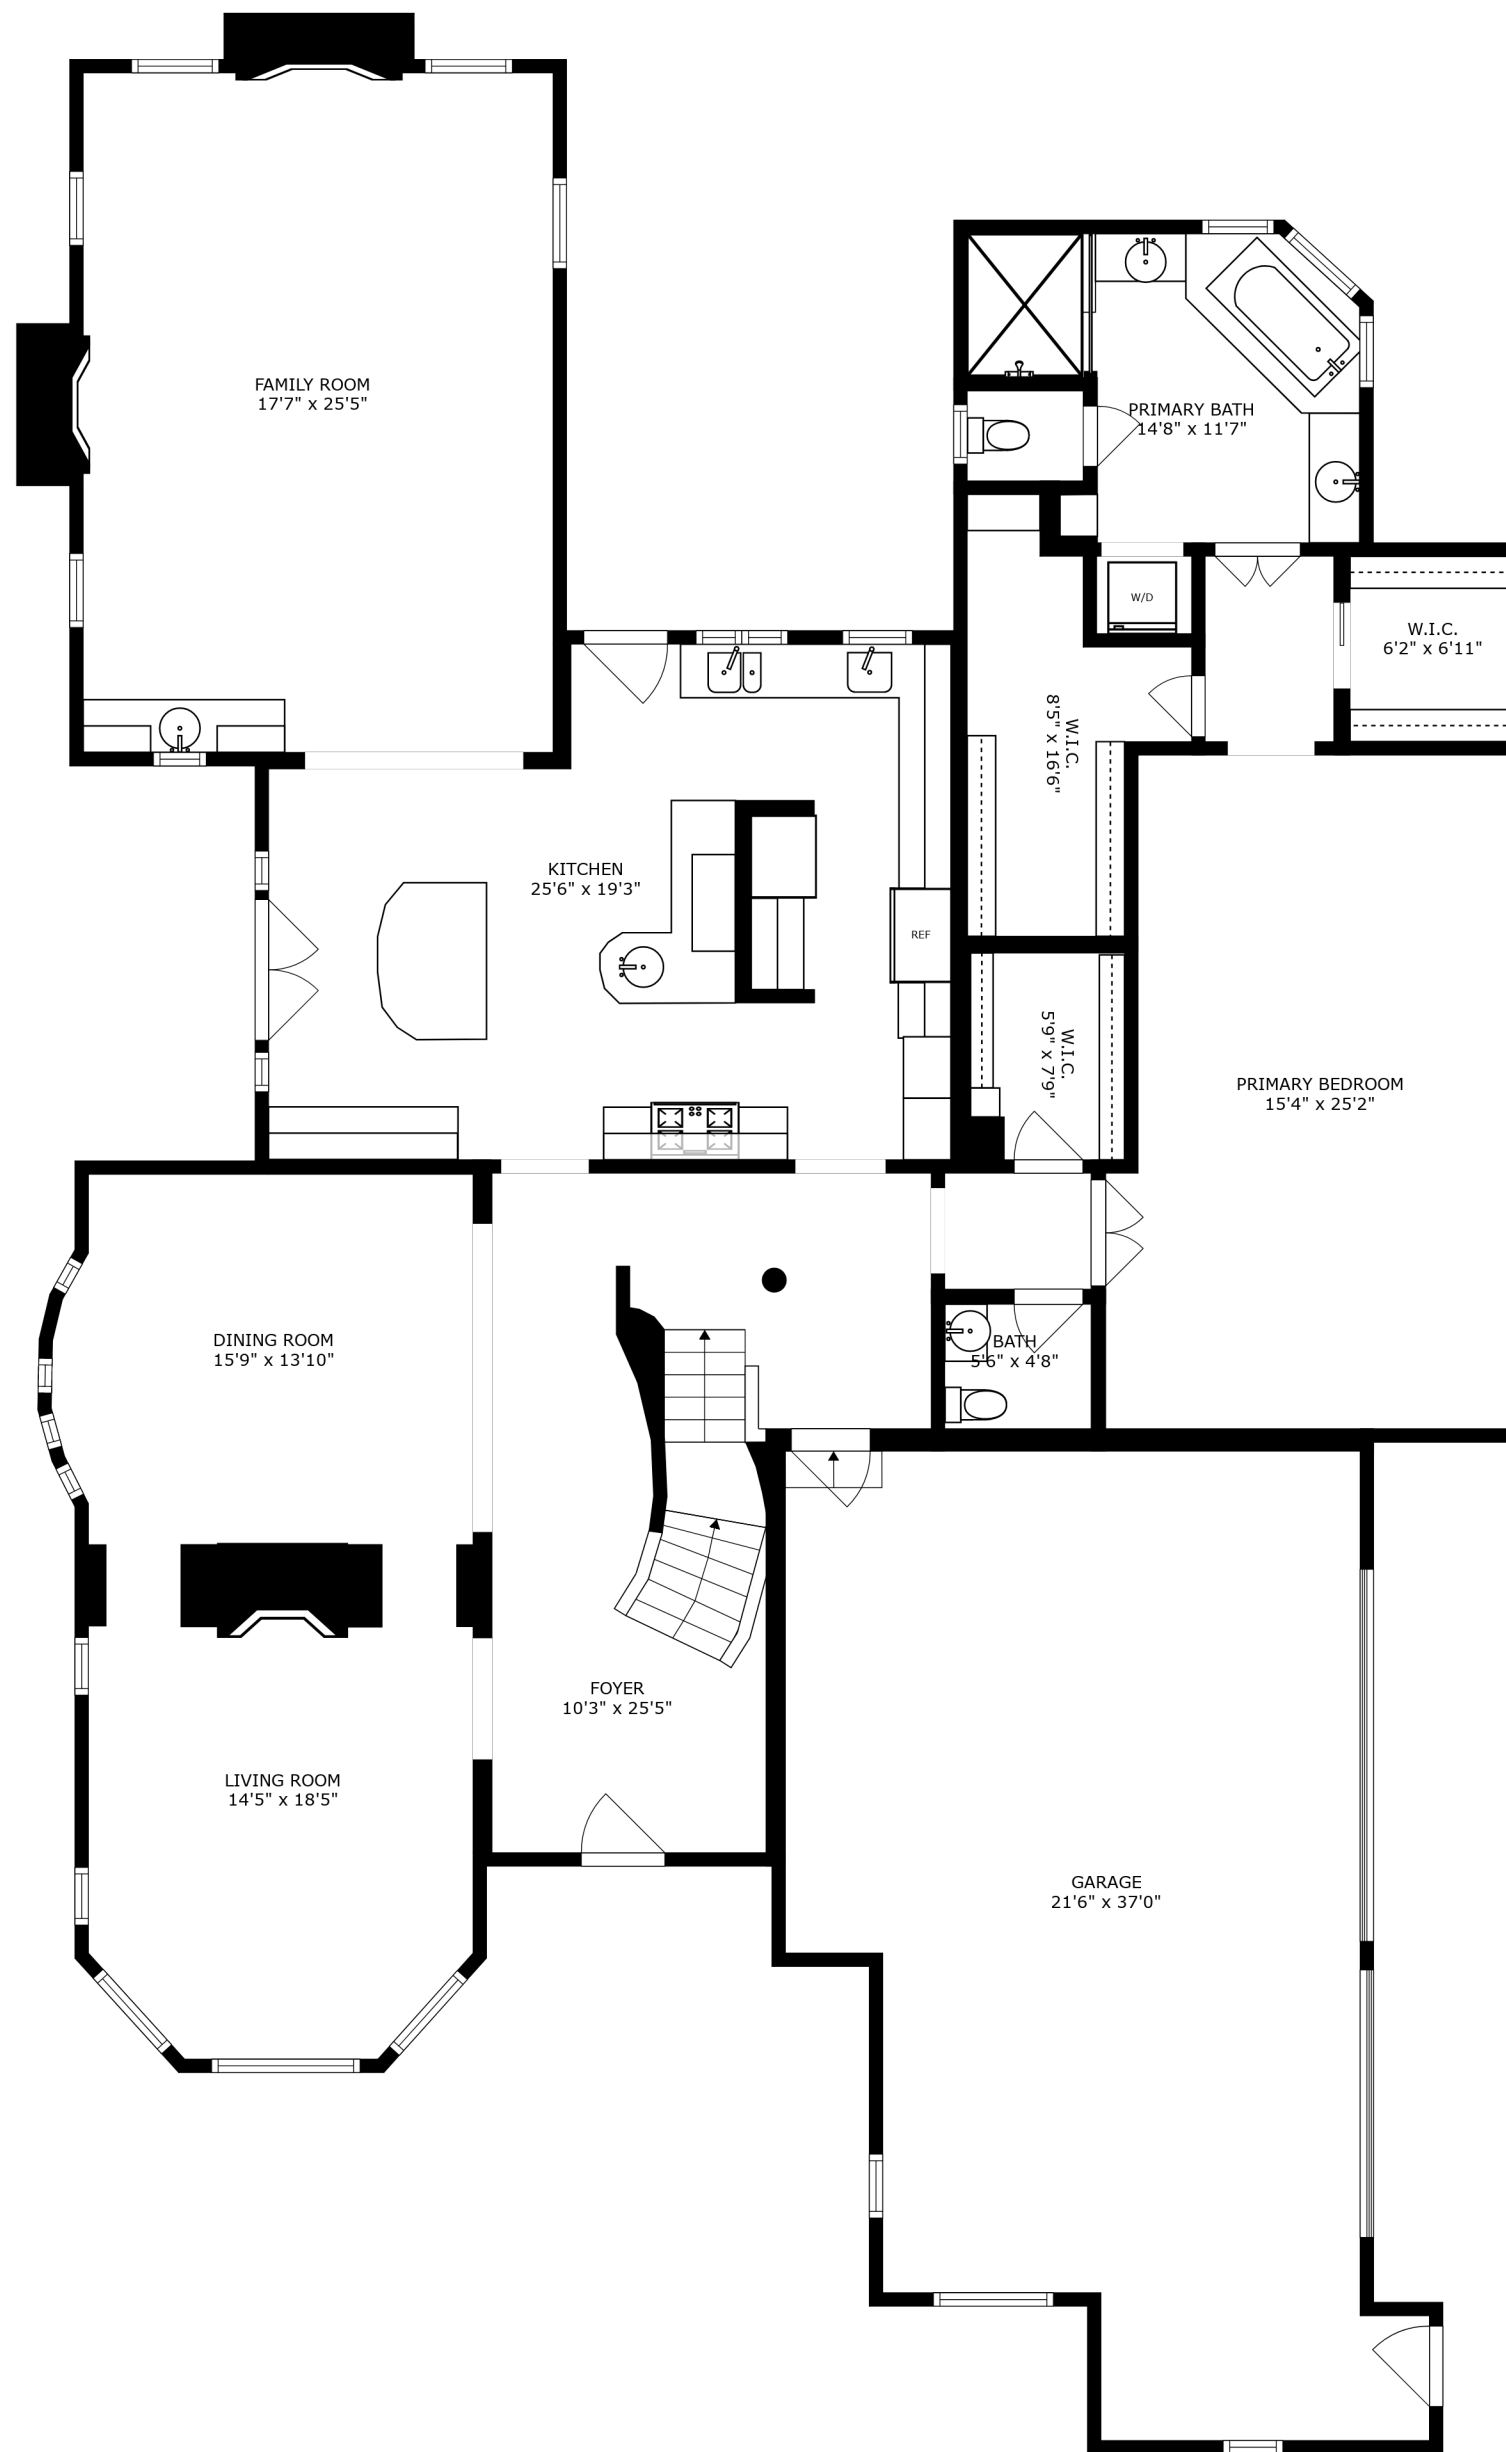 FAMILY ROOM
17'7" x 25'5"
PRIMARY BATH
14'8" x 11'7"
W/D
W.I.C.
6'2" x 6'11"
W.I.C.
8'5" x 16'6"
KITCHEN
25'6" x 19'3"
REF
W.I.C.
5'9" x 7'9"
PRIMARY BEDROOM
15'4" x 25'2"
DINING ROOM
15'9" x 13'10"
BATH
5'6" x 4'8"
FOYER
10'3" x 25'5"
LIVING ROOM
14'5" x 18'5"
GARAGE
21'6" x 37'0"